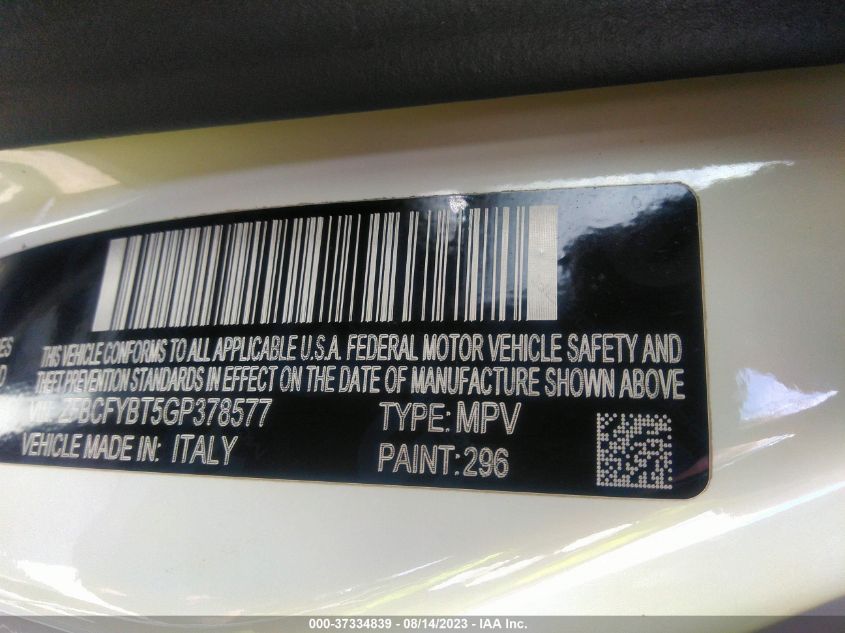 ES
THIS VEHICLE CONFORMS TO ALL APPLICABLE U.S.A. FEDERAL MOTOR VEHICLE SAFETY AND
THEFT PREVENTION STANDARDS IN EFFECT ON THE DATE OF MANUFACTURE SHOWN ABOVE
ZFBCFYBT5GP378577 TYPE: MPV
VEHICLE MADE IN: ITALY PAINT: 296
000-37334839 - 08/14/2023 - IAA Inc.